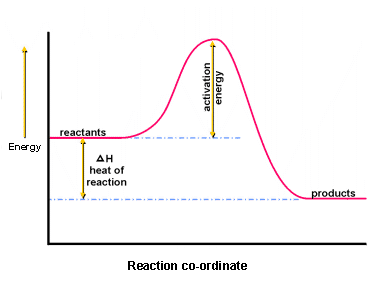 activation
energy
reactants
Energy
ΔH
heat of
reaction
products
Reaction co-ordinate